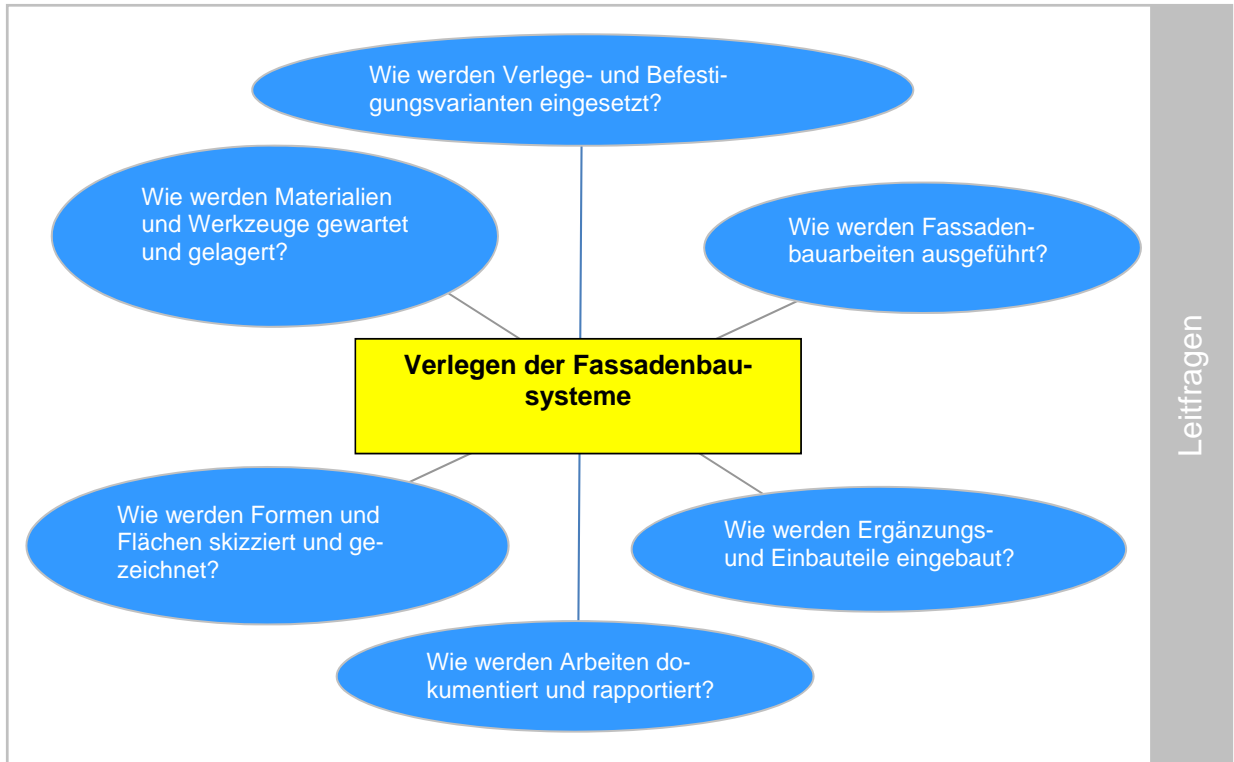 Wie werden Verlege- und Befesti-
gungsvarianten eingesetzt?
Wie werden Materialien
und Werkzeuge gewartet
und gelagert?
Wie werden Fassaden-
bauarbeiten ausgeführt?
Verlegen der Fassadenbau-
systeme
Wie werden Formen und
Flächen skizziert und ge-
zeichnet?
Wie werden Ergänzungs-
und Einbauteile eingebaut?
Wie werden Arbeiten do-
kumentiert und rapportiert?
Leitfragen